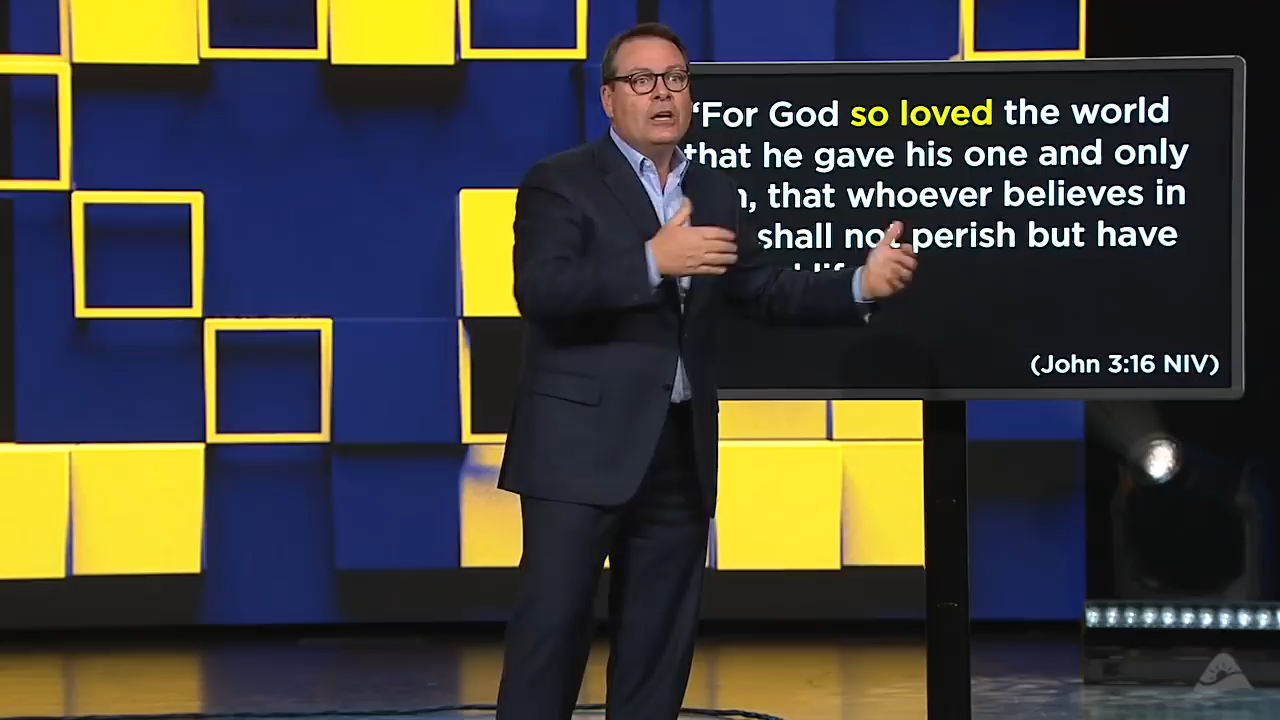 “For God so loved the world
that he gave his one and only
that whoever believes in
shall not perish but have
(John 3:16 NIV)